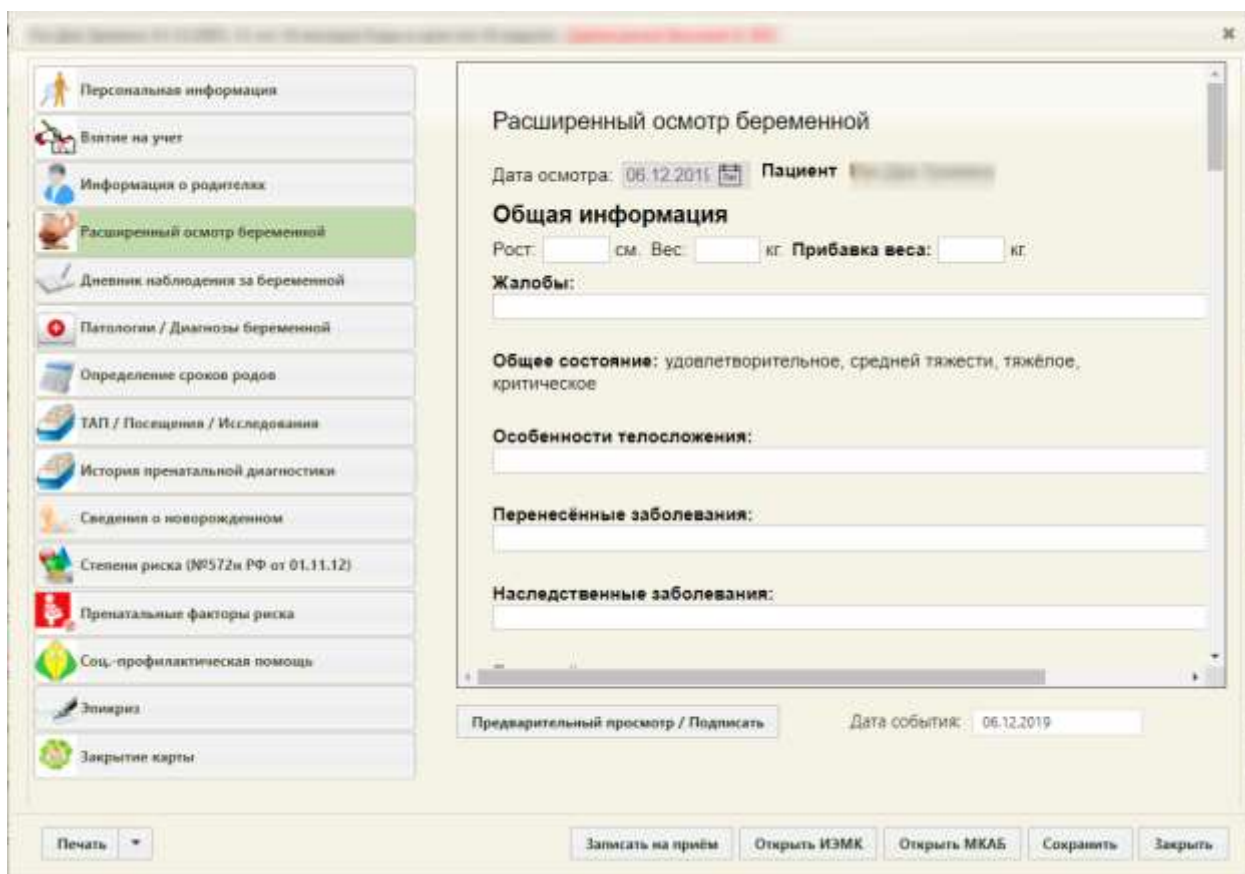 Персональная информация
Взятие на учет
Информация о родителях
Расширенный осмотр беременной
Дневник наблюдения за беременной
Патологии / Диагнозы беременной
Определение сроков родов
ТАП / Посещения / Исследования
История пренатальной диагностики
Сведения о новорожденном
Степени риска (№572н РФ от 01.11.12)
Пренатальные факторы риска
Соц.-профилактическая помощь
Эпикриз
Закрытие карты
Расширенный осмотр беременной
Дата осмотра: 06.12.2019 Пациент
Общая информация
Рост: см. Вес: кг. Прибавка веса: кг.
Жалобы:
Общее состояние: удовлетворительное, средней тяжести, тяжёлое,
критическое
Особенности телосложения:
Перенесённые заболевания:
Наследственные заболевания:
Предварительный просмотр / Подписать Дата события: 06.12.2019
Печать Записать на приём Открыть ИЭМК Открыть МКАБ Сохранить Закрыть